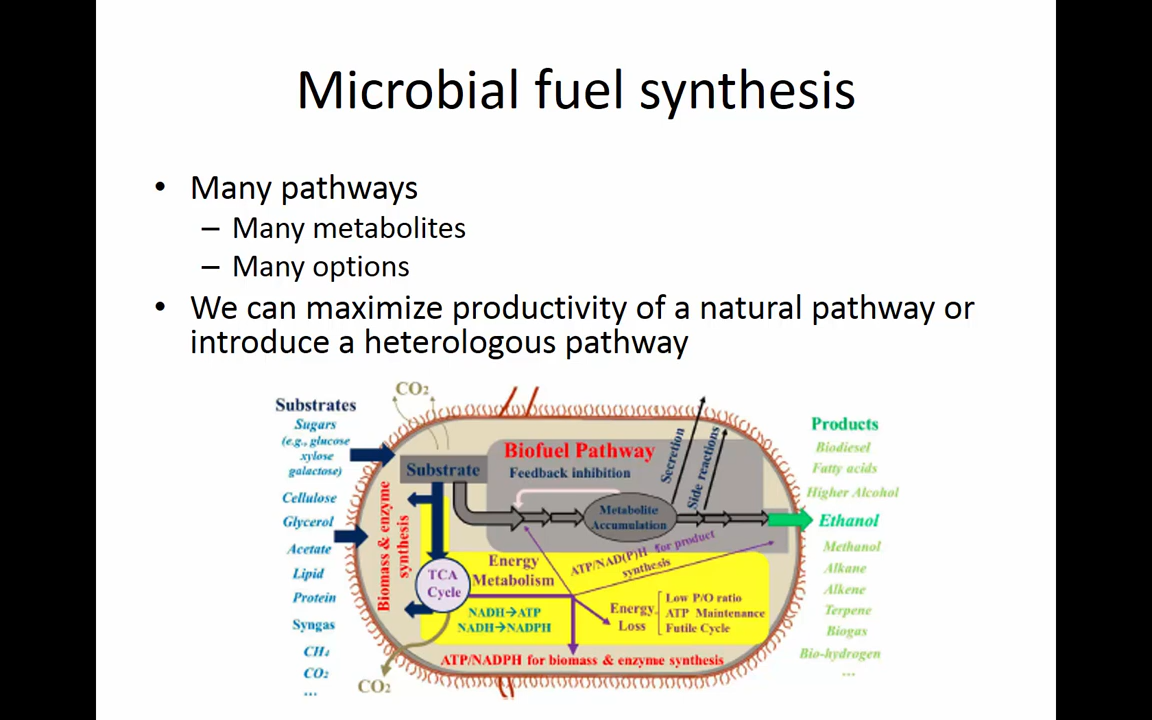 Microbial fuel synthesis
• Many pathways
– Many metabolites
– Many options
• We can maximize productivity of a natural pathway or
introduce a heterologous pathway
CO₂
Substrates
Sugars
(e.g., glucose
xylose
galactose)
Cellulose
Glycerol
Acetate
Lipid
Protein
Syngas
CH₄
CO₂
...
Biomass & enzyme
synthesis
Substrate
Biofuel Pathway
Feedback inhibition
Metabolite
Accumulation
Secretion
Side reactions
TCA
Cycle
Energy
Metabolism
NADH→ATP
NADH→NADPH
ATP/NAD(P)H for product
synthesis
Energy
Loss
Low P/O ratio
ATP Maintenance
Futile Cycle
ATP/NADPH for biomass & enzyme synthesis
CO₂
Products
Biodiesel
Fatty acids
Higher Alcohol
Ethanol
Methanol
Alkane
Alkene
Terpene
Biogas
Bio-hydrogen
...